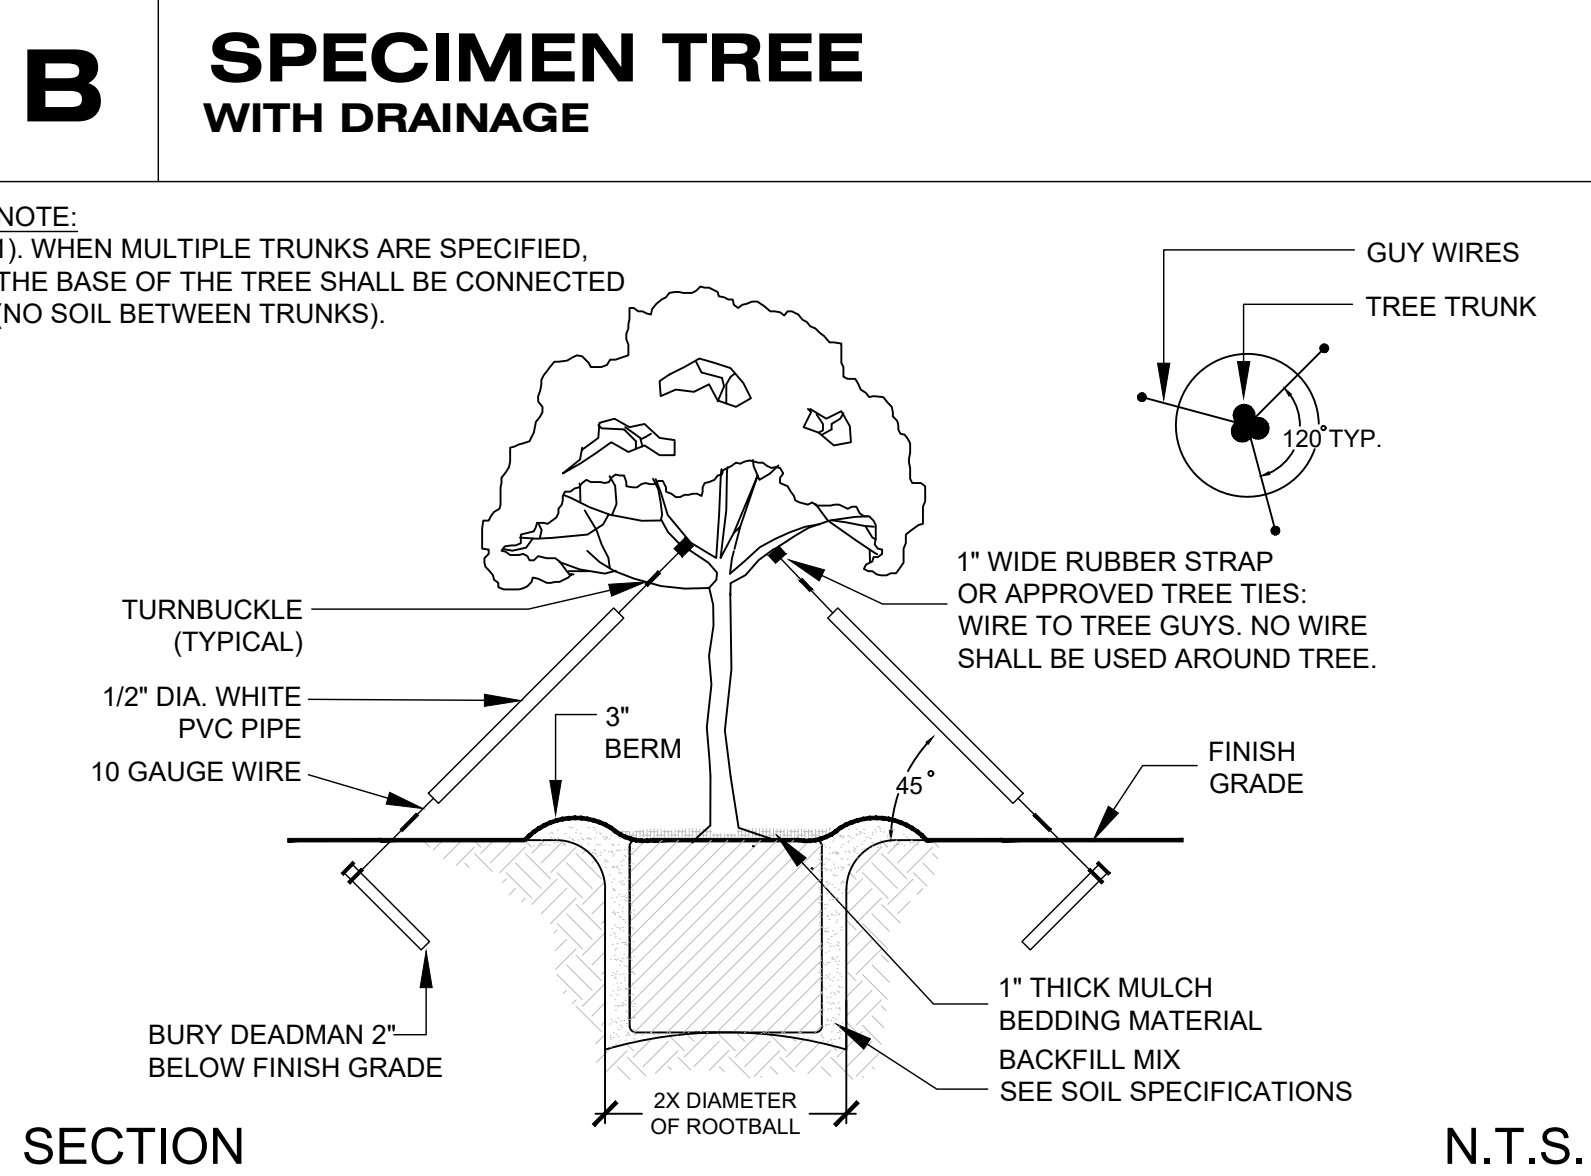 B
SPECIMEN TREE
WITH DRAINAGE
NOTE:
1). WHEN MULTIPLE TRUNKS ARE SPECIFIED,
THE BASE OF THE TREE SHALL BE CONNECTED
(NO SOIL BETWEEN TRUNKS).
GUY WIRES
TREE TRUNK
120° TYP.
1" WIDE RUBBER STRAP
OR APPROVED TREE TIES:
WIRE TO TREE GUYS. NO WIRE
SHALL BE USED AROUND TREE.
TURNBUCKLE
(TYPICAL)
1/2" DIA. WHITE
PVC PIPE
10 GAUGE WIRE
3"
BERM
45°
FINISH
GRADE
BURY DEADMAN 2"
BELOW FINISH GRADE
1" THICK MULCH
BEDDING MATERIAL
BACKFILL MIX
SEE SOIL SPECIFICATIONS
2X DIAMETER
OF ROOTBALL
SECTION
N.T.S.